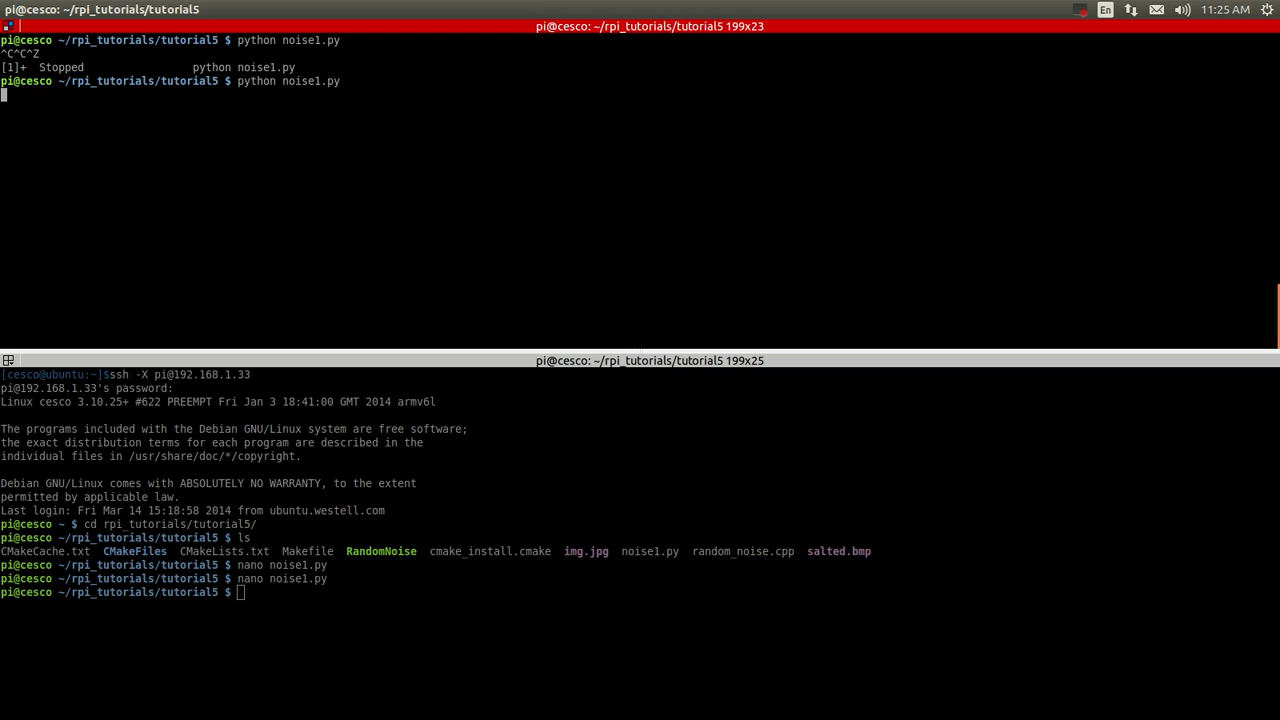 pi@cesco: ~/rpi_tutorials/tutorial5
En
11:25 AM
pi@cesco: ~/rpi_tutorials/tutorial5 199x23
pi@cesco ~/rpi_tutorials/tutorial5 $ python noise1.py
^C^C^Z
[1]+  Stopped                 python noise1.py
pi@cesco ~/rpi_tutorials/tutorial5 $ python noise1.py
pi@cesco: ~/rpi_tutorials/tutorial5 199x25
[cesco@ubuntu:~]$ssh -X pi@192.168.1.33
pi@192.168.1.33's password:
Linux cesco 3.10.25+ #622 PREEMPT Fri Jan 3 18:41:00 GMT 2014 armv6l
The programs included with the Debian GNU/Linux system are free software;
the exact distribution terms for each program are described in the
individual files in /usr/share/doc/*/copyright.
Debian GNU/Linux comes with ABSOLUTELY NO WARRANTY, to the extent
permitted by applicable law.
Last login: Fri Mar 14 15:18:58 2014 from ubuntu.westell.com
pi@cesco ~ $ cd rpi_tutorials/tutorial5/
pi@cesco ~/rpi_tutorials/tutorial5 $ ls
CMakeCache.txt  CMakeFiles  CMakeLists.txt  Makefile  RandomNoise  cmake_install.cmake  img.jpg  noise1.py  random_noise.cpp  salted.bmp
pi@cesco ~/rpi_tutorials/tutorial5 $ nano noise1.py
pi@cesco ~/rpi_tutorials/tutorial5 $ nano noise1.py
pi@cesco ~/rpi_tutorials/tutorial5 $